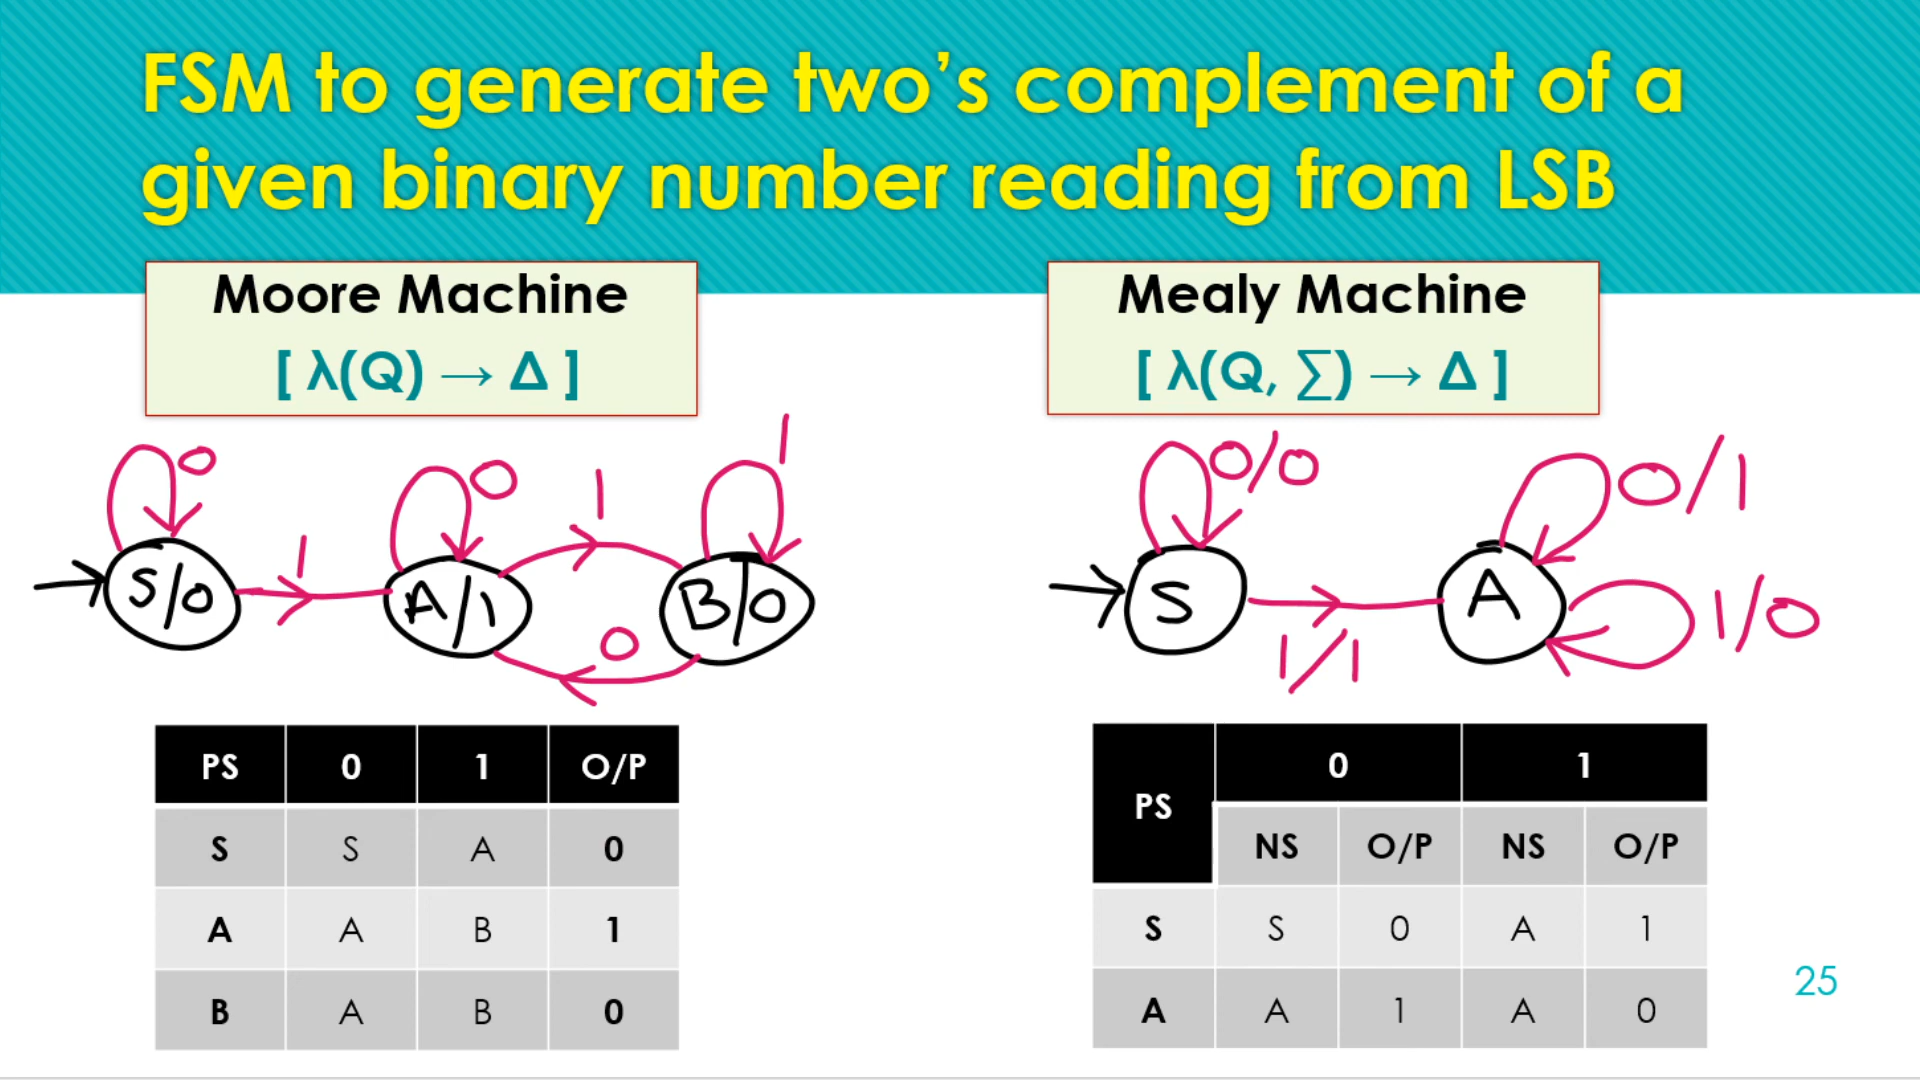 FSM to generate two’s complement of a
given binary number reading from LSB
Moore Machine
[ λ(Q) → Δ ]
0
S/0
1
0
A/1
1
0
1
B/0
PS 0 1 O/P
S S A 0
A A B 1
B A B 0
Mealy Machine
[ λ(Q, ∑) → Δ ]
0/0
S
1/1
0/1
A
1/0
PS 0 1
NS O/P NS O/P
S S 0 A 1
A A 1 A 0
25